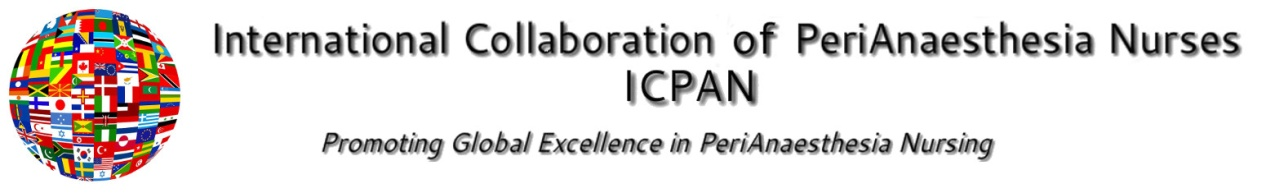 International Collaboration of PeriAnaesthesia Nurses
ICPAN
Promoting Global Excellence in PeriAnaesthesia Nursing